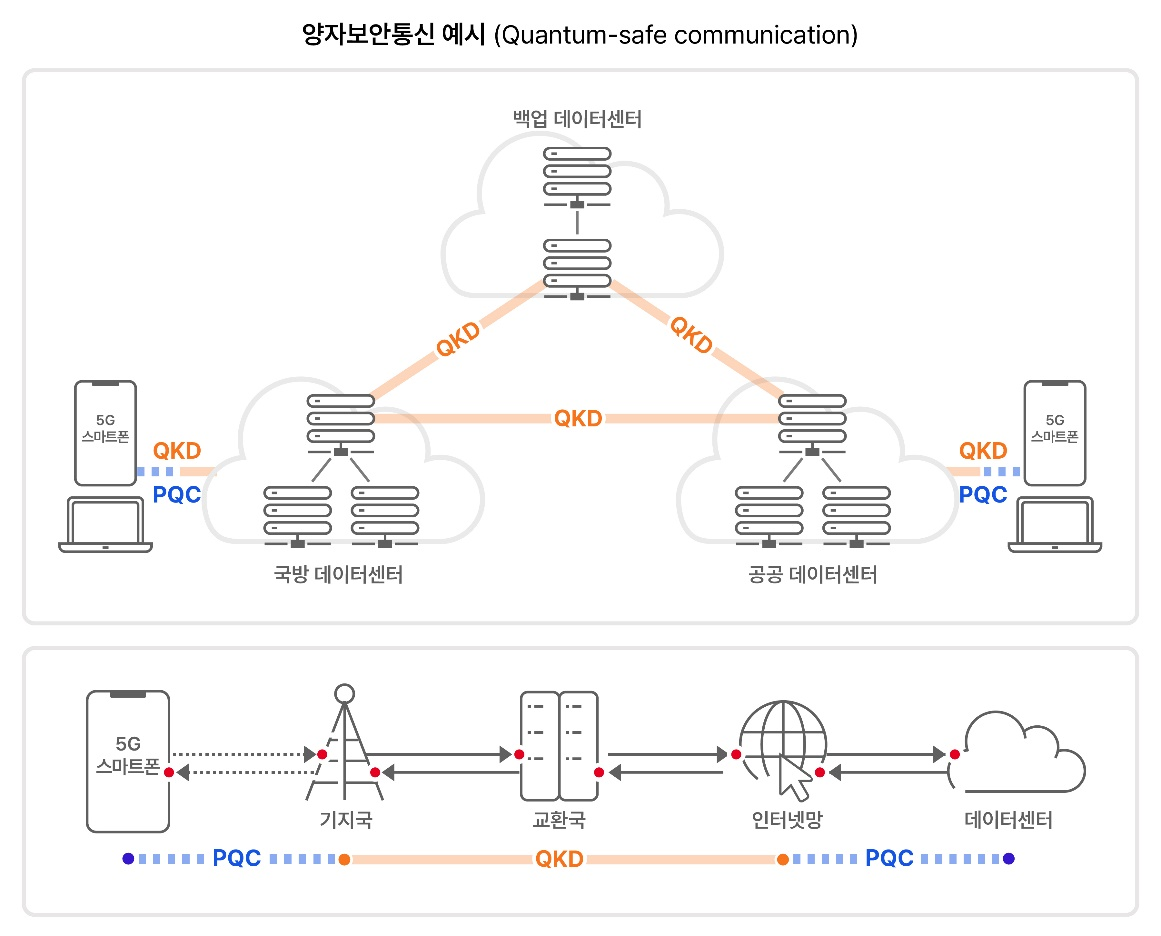 양자보안통신 예시 (Quantum-safe communication)
백업 데이터센터
QKD
QKD
QKD
5G
스마트폰
QKD
PQC
5G
스마트폰
QKD
PQC
국방 데이터센터
공공 데이터센터
5G
스마트폰
기지국
교환국
인터넷망
데이터센터
PQC
QKD
PQC